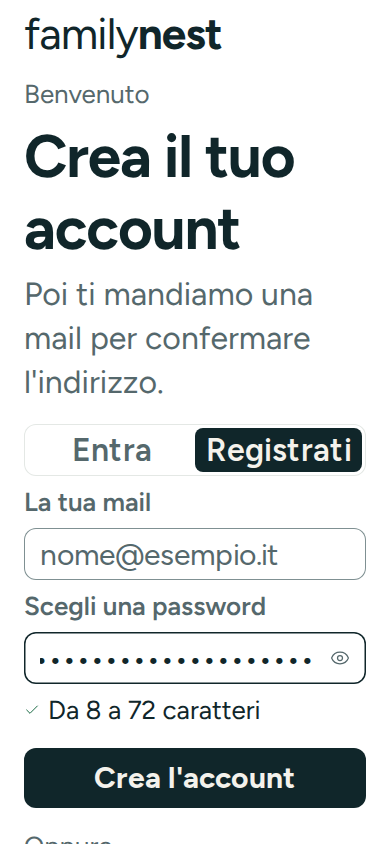 familynest
Benvenuto
Crea il tuo
account
Poi ti mandiamo una
mail per confermare
l'indirizzo.
Entra
Registrati
La tua mail
nome@esempio.it
Scegli una password
Da 8 a 72 caratteri
Crea l'account
Oppure